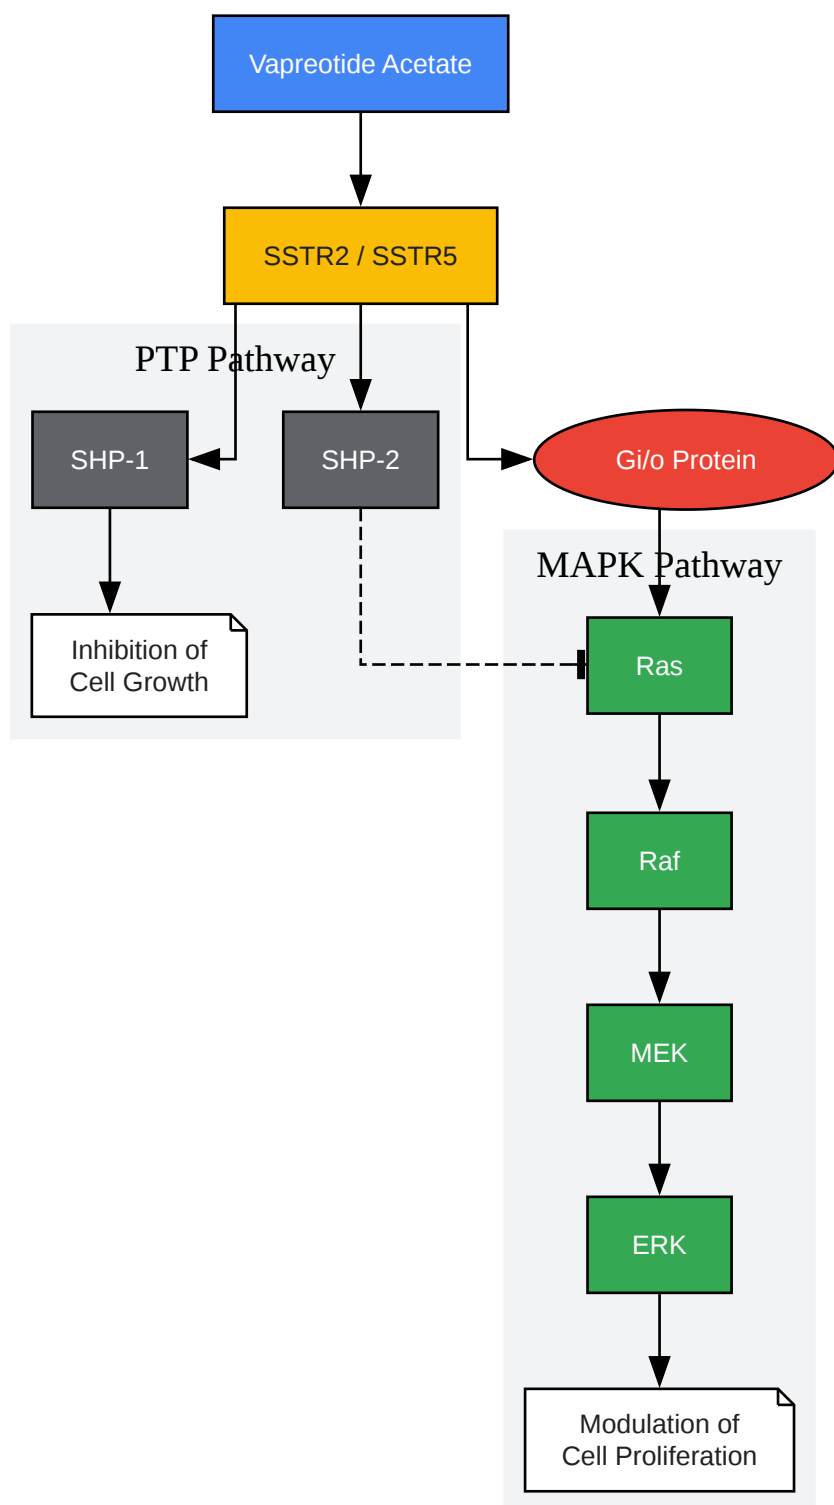 Vapreotide Acetate
SSTR2 / SSTR5
PTP Pathway
SHP-1
SHP-2
Gi/o Protein
MAPK Pathway
Inhibition of
Cell Growth
Ras
Raf
MEK
ERK
Modulation of
Cell Proliferation